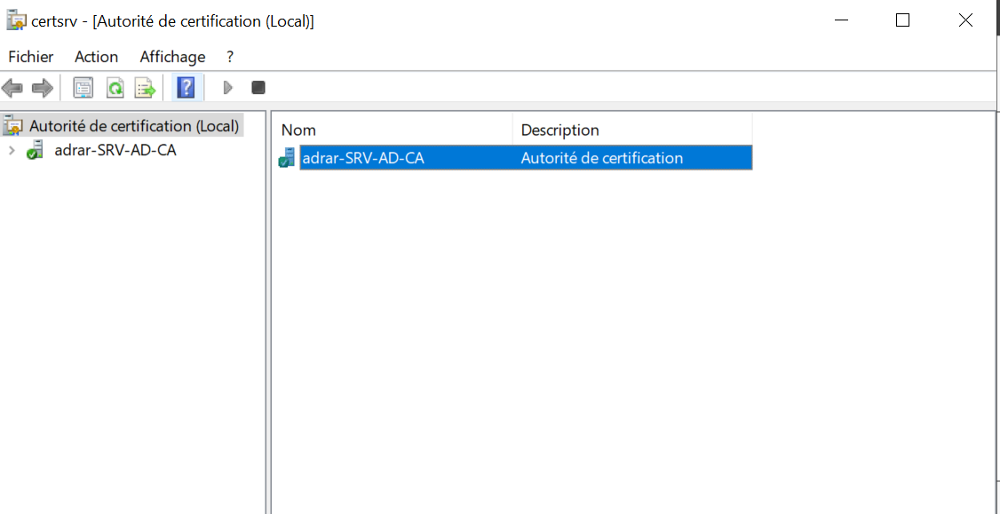 certsrv - [Autorité de certification (Local)]
Fichier Action Affichage ?
Autorité de certification (Local)
adrar-SRV-AD-CA
Nom Description
adrar-SRV-AD-CA Autorité de certification